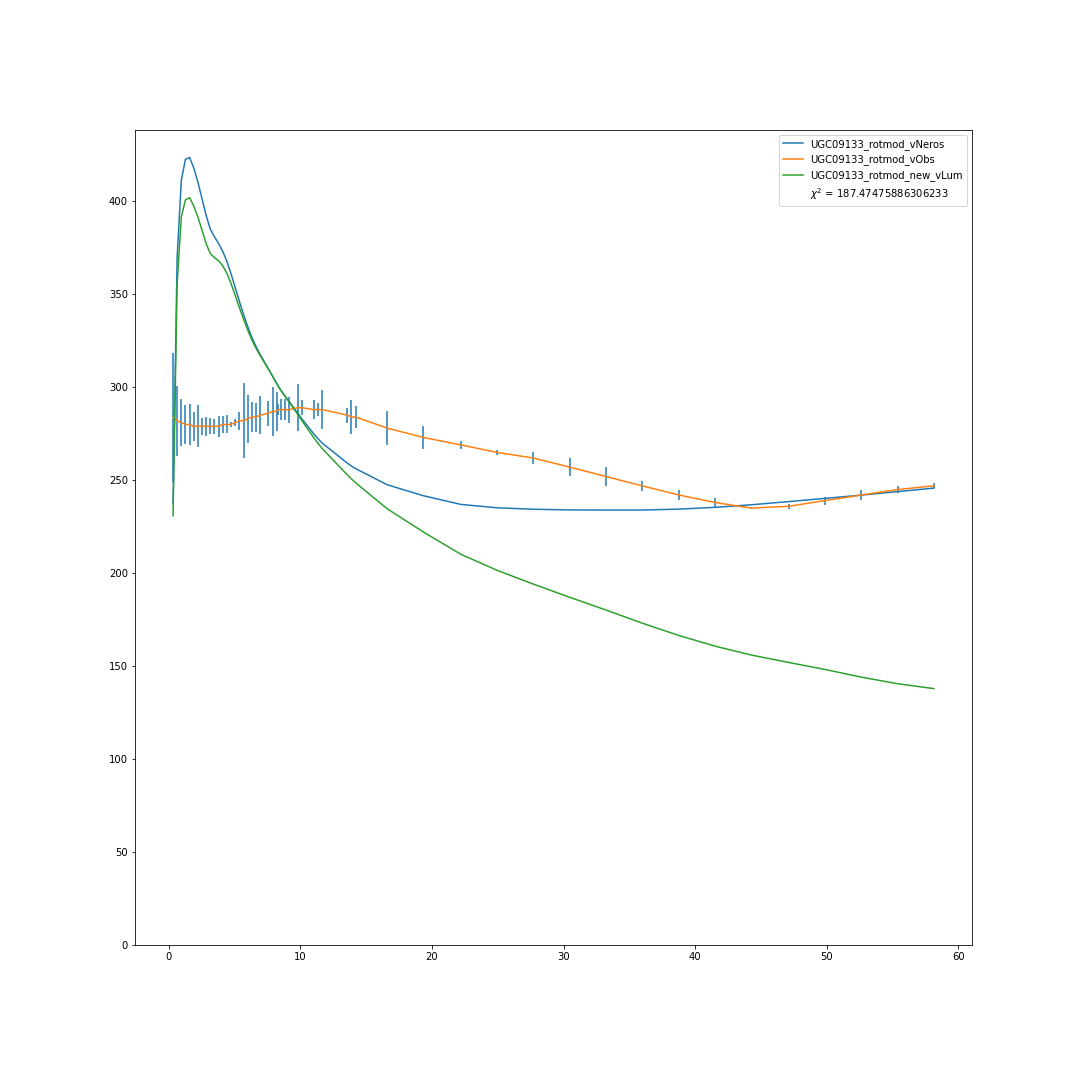 UGC09133_rotmod_vNeros
UGC09133_rotmod_vObs
UGC09133_rotmod_new_vLum
χ² = 187.47475886306233
400
350
300
250
200
150
100
50
0
0 10 20 30 40 50 60